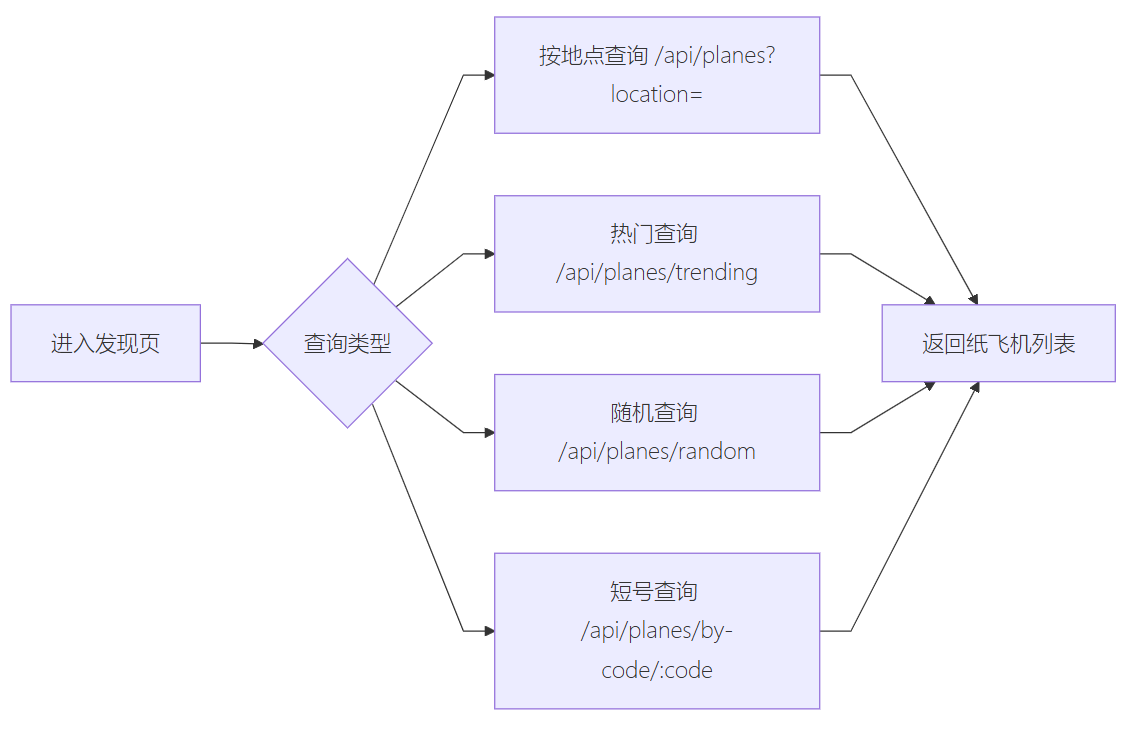 进入发现页
查询类型
按地点查询 /api/planes?
location=
热门查询
/api/planes/trending
随机查询
/api/planes/random
短号查询
/api/planes/by-
code/:code
返回纸飞机列表